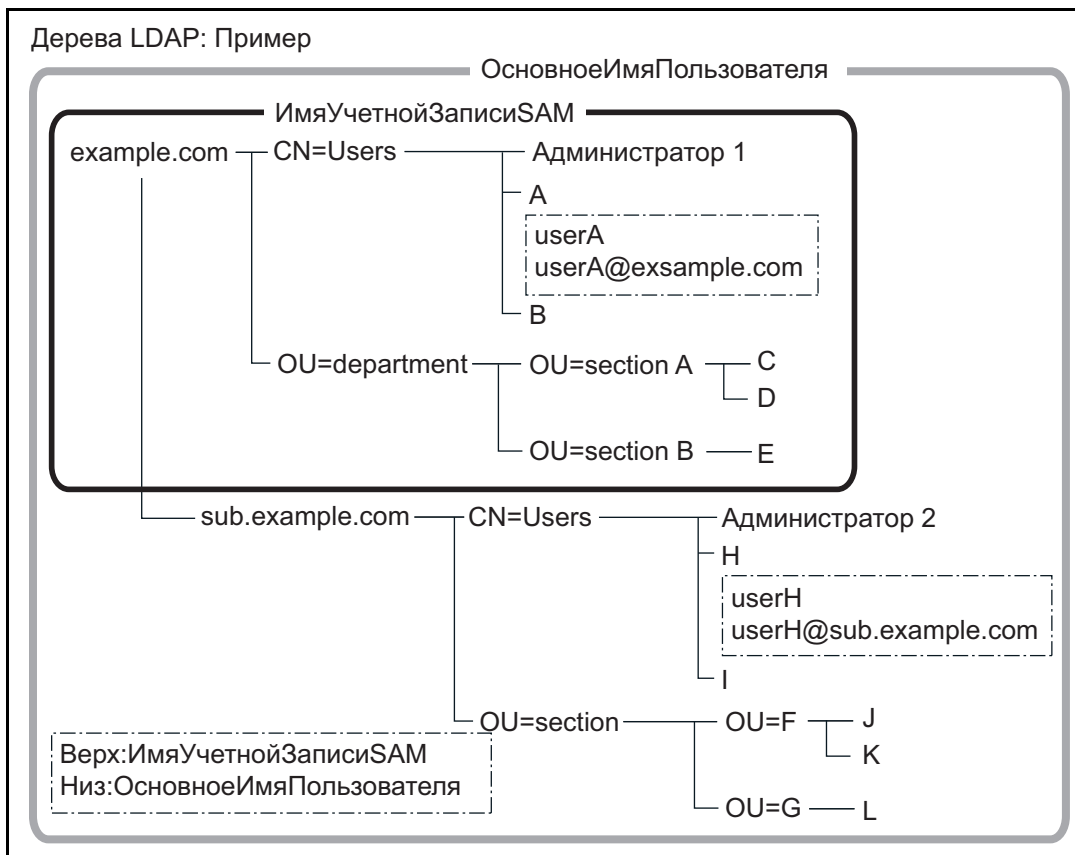 Дерева LDAP: Пример
ОсновноеИмяПользователя
ИмяУчетнойЗаписиSAM
example.com CN=Users Администратор 1
A
userA
userA@exsample.com
B
OU=department OU=section A C
D
OU=section B E
sub.example.com CN=Users Администратор 2
H
userH
userH@sub.example.com
I
OU=section OU=F J
K
Верх:ИмяУчетнойЗаписиSAM
Низ:ОсновноеИмяПользователя
OU=G L